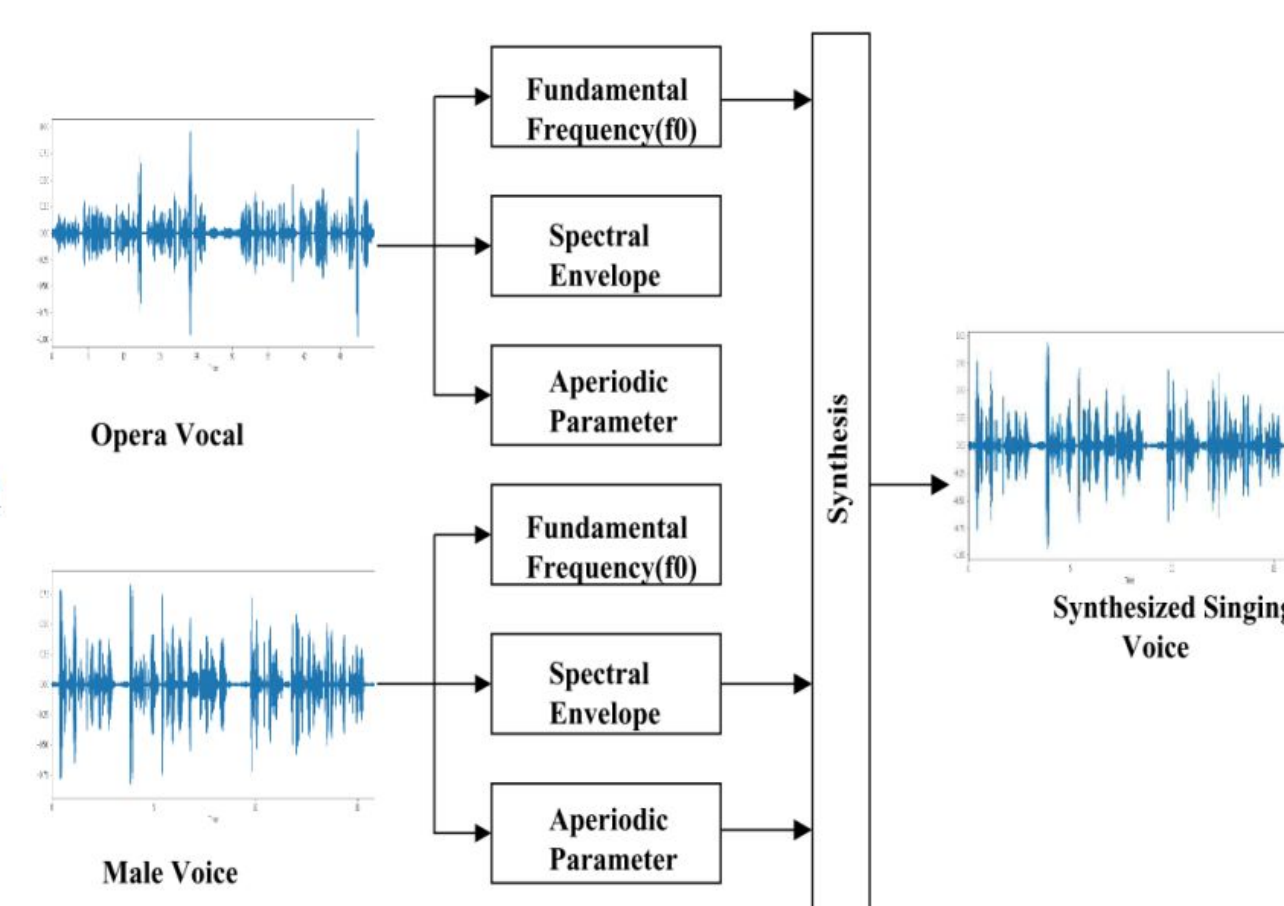 Fundamental
Frequency(f0)
Spectral
Envelope
Aperiodic
Parameter
Opera Vocal
Fundamental
Frequency(f0)
Spectral
Envelope
Aperiodic
Parameter
Male Voice
Synthesis
Synthesized Singing
Voice